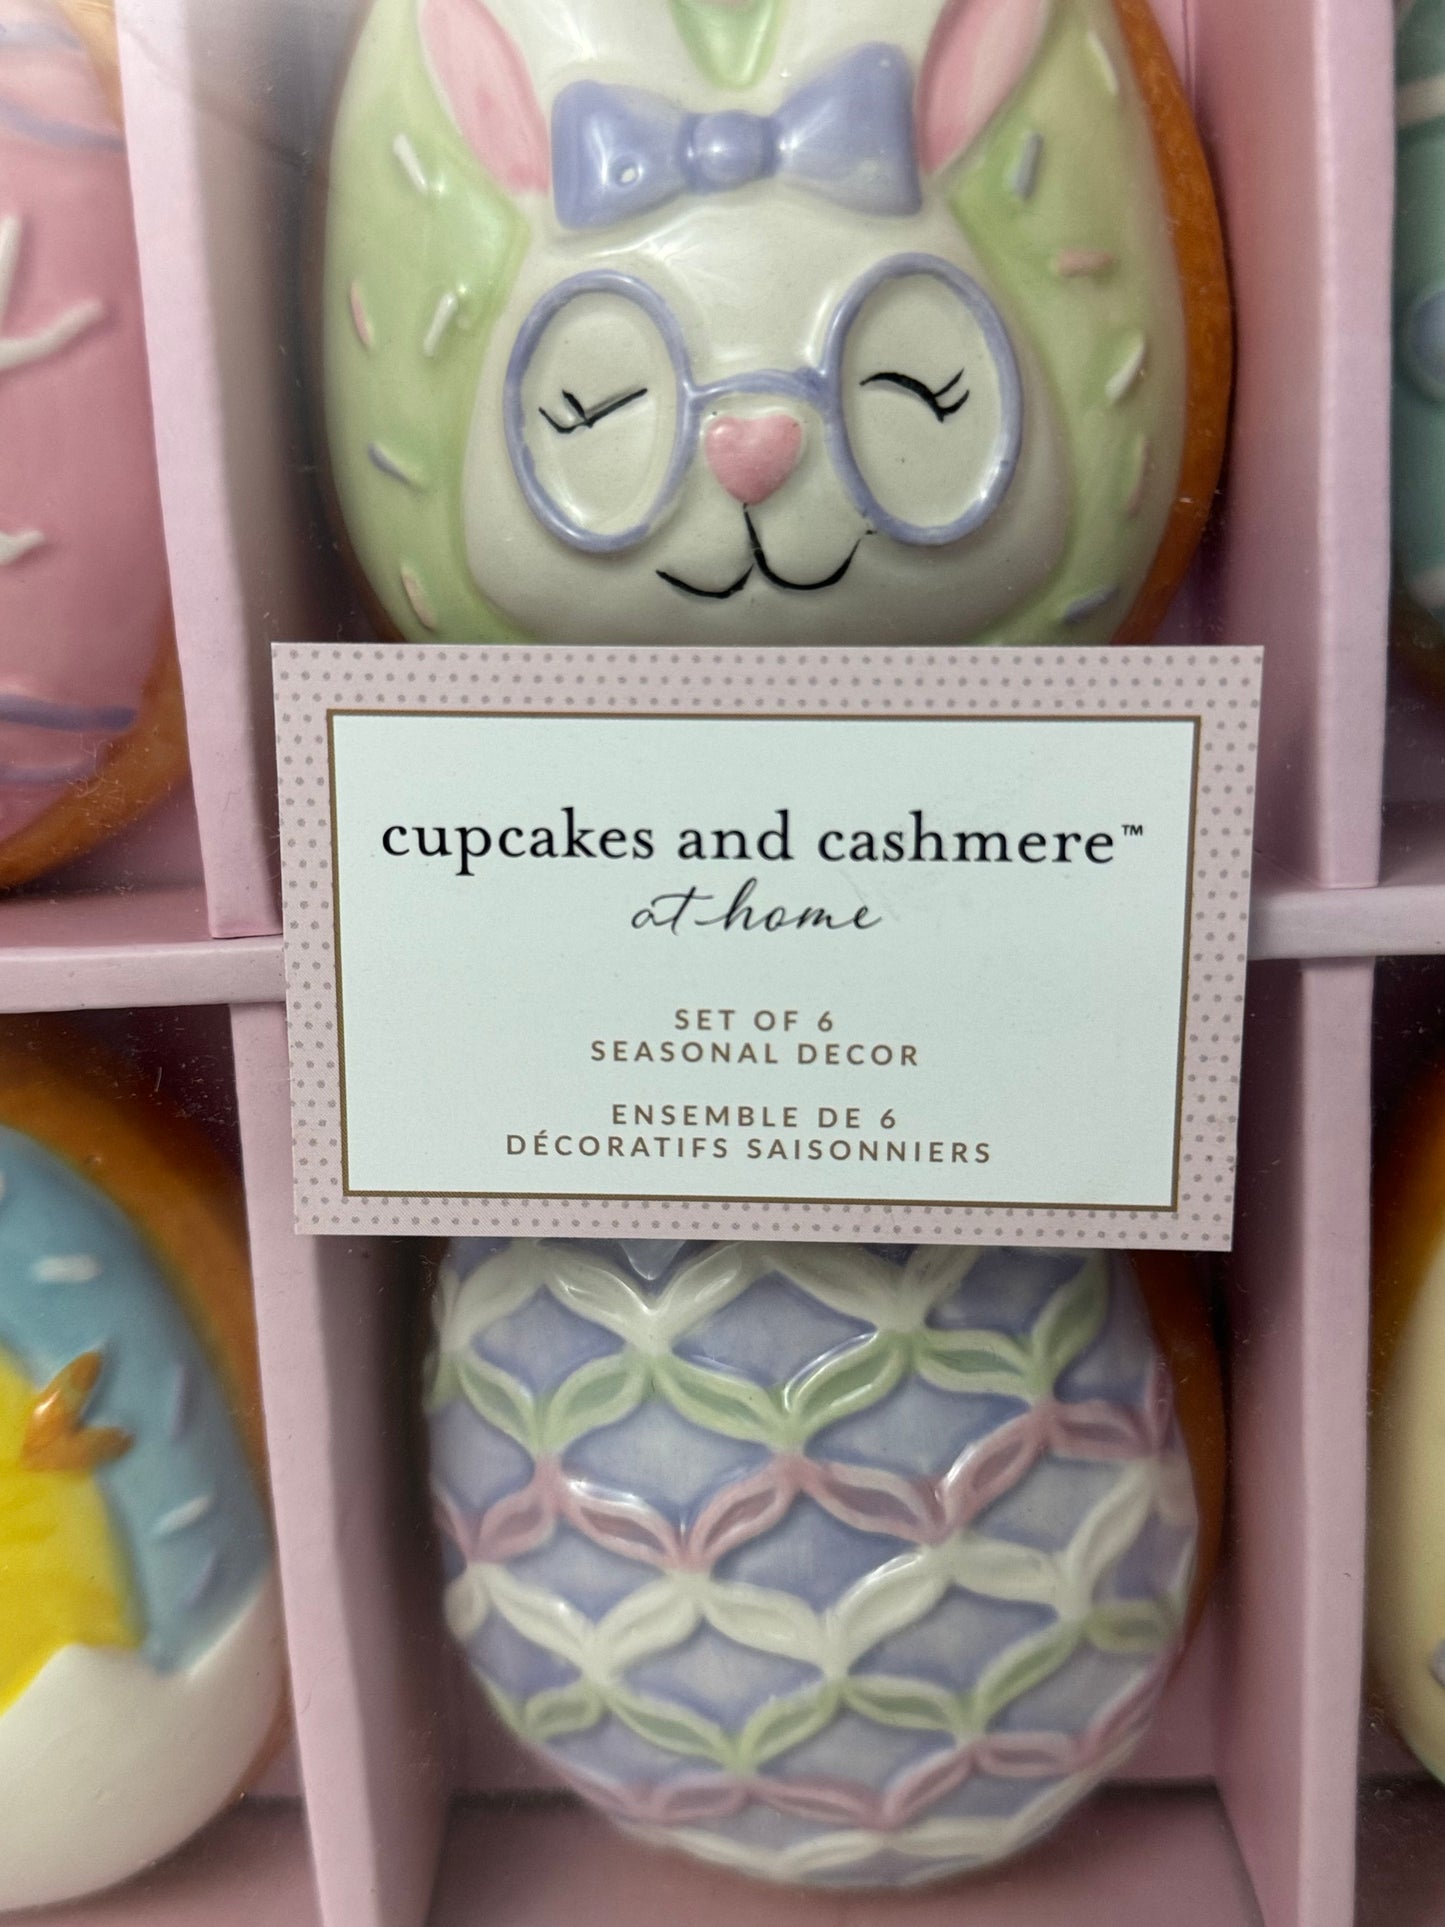 cupcakes and cashmere™
at home
SET OF 6
SEASONAL DECOR
ENSEMBLE DE 6
DÉCORATIFS SAISONNIERS